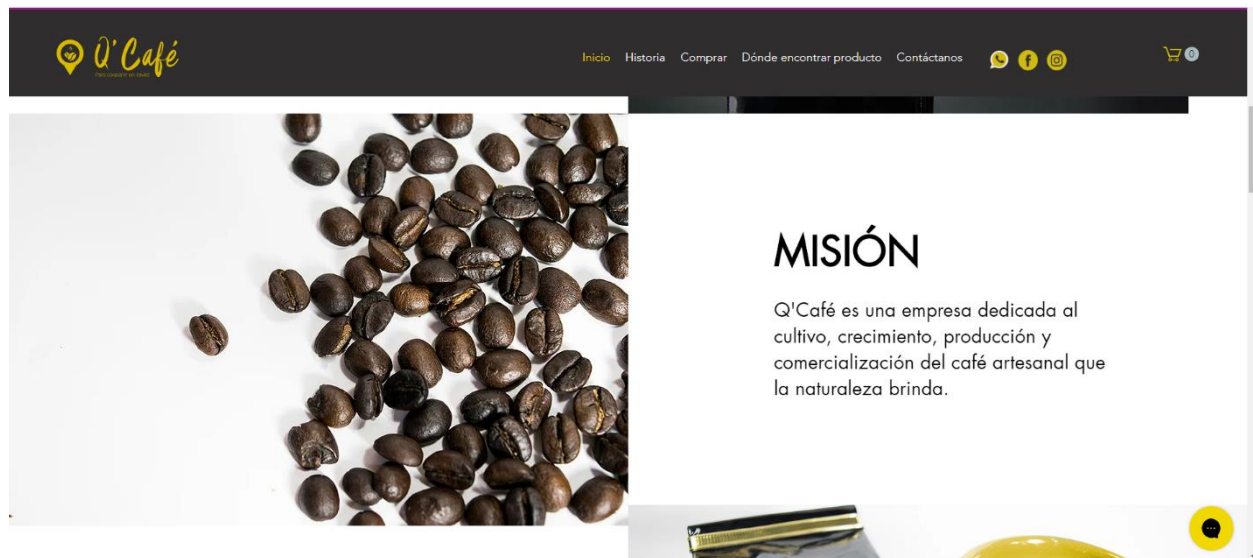 Q'Café
Inicio Historia Comprar Dónde encontrar producto Contáctanos
0
MISIÓN
Q'Café es una empresa dedicada al
cultivo, crecimiento, producción y
comercialización del café artesanal que
la naturaleza brinda.